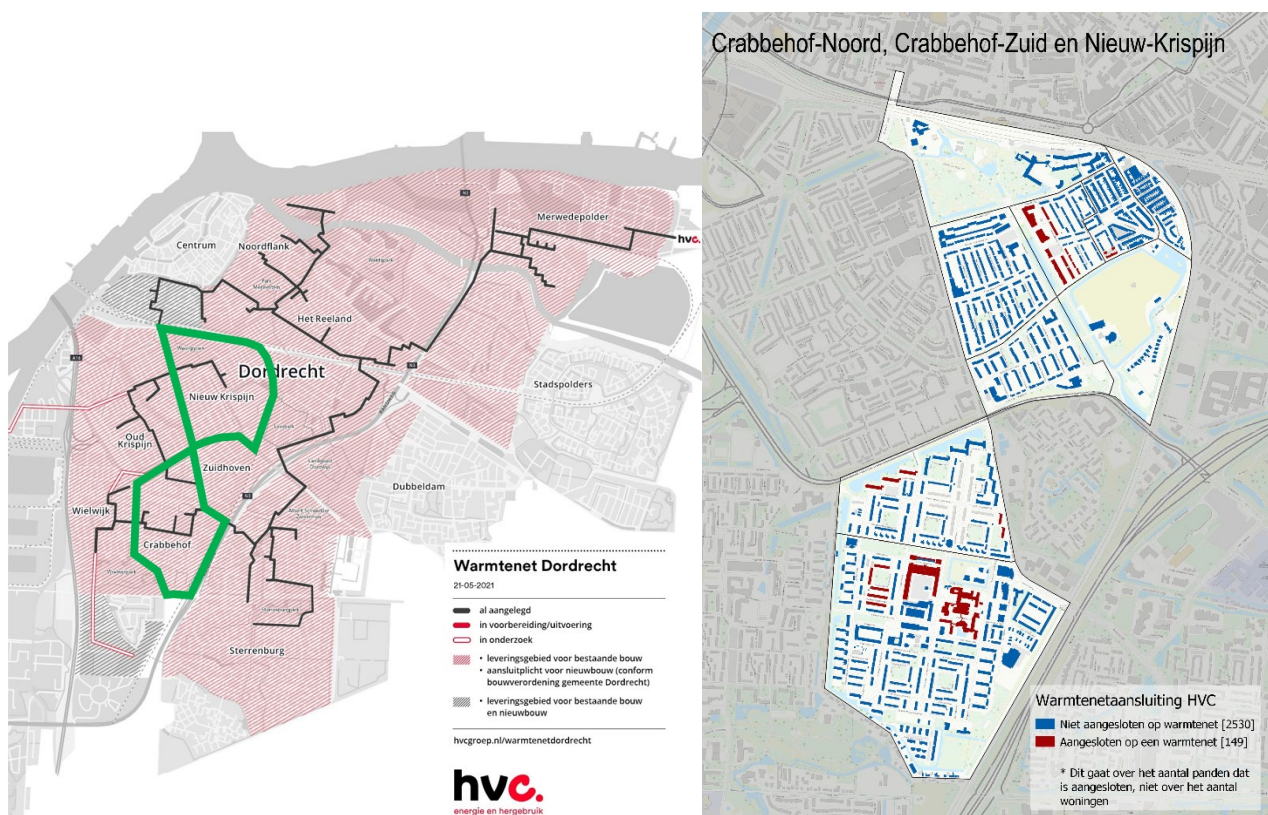 Crabbehof-Noord, Crabbehof-Zuid en Nieuw-Krispijn
Merwedepolder
hvc.
Centrum
Noordflank
Het Reeland
Dordrecht
Nieuw Krispijn
Stadspolders
Oud
Krispijn
Zuidhoven
Dubbeldam
Wielwijk
Crabbehof
Sterrenburg
Warmtenet Dordrecht
21-05-2021
al aangelegd
in voorbereiding/uitvoering
in onderzoek
• leveringsgebied voor bestaande bouw
• aansluitplicht voor nieuwbouw (conform
bouwverordening gemeente Dordrecht)
• leveringsgebied voor bestaande bouw
en nieuwbouw
hvcgroep.nl/warmtenetdordrecht
hvc.
energie en hergebruik
Warmtenetaansluiting HVC
Niet aangesloten op warmtenet [2530]
Aangesloten op een warmtenet [149]
* Dit gaat over het aantal panden dat
is aangesloten, niet over het aantal
woningen